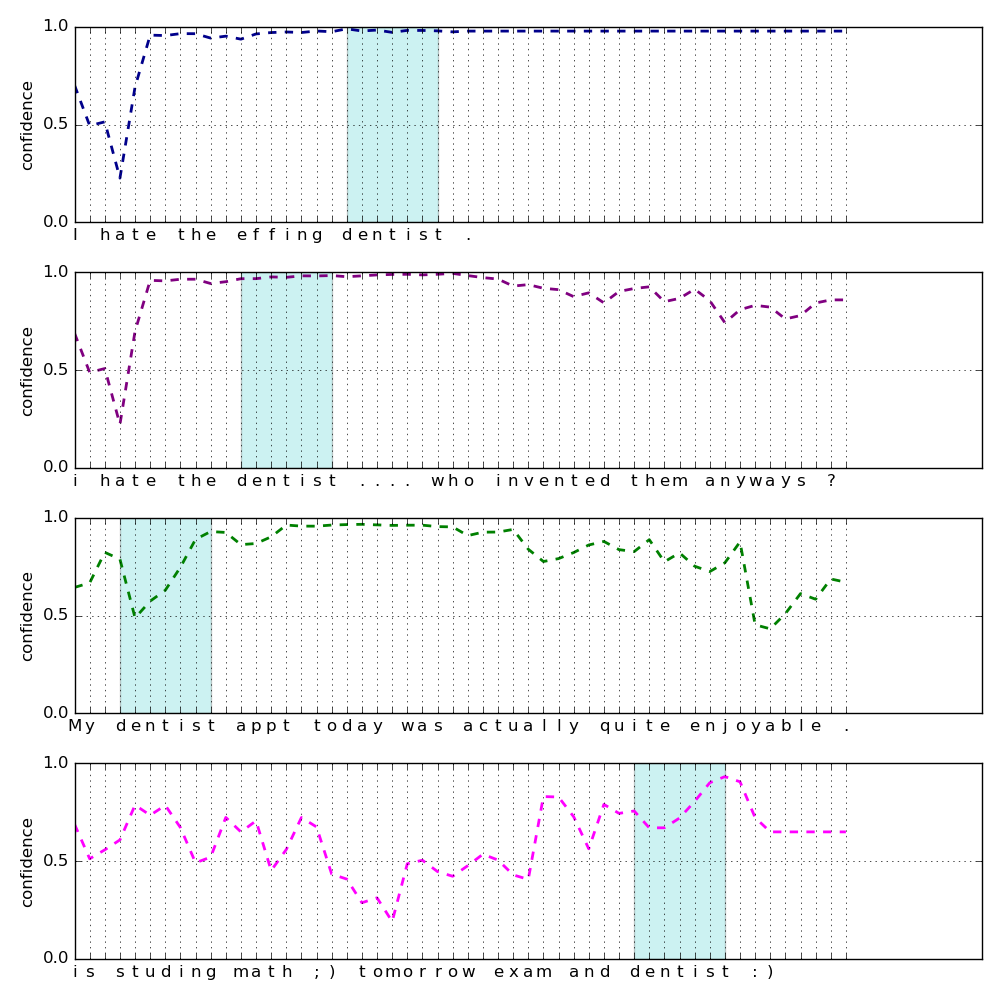 1.0
confidence
0.5
0.0
I hate the effing dentist .
1.0
confidence
0.5
0.0
i hate the dentist .... who invented them anyways ?
1.0
confidence
0.5
0.0
My dentist appt today was actually quite enjoyable .
1.0
confidence
0.5
0.0
is studing math ;) tomorrow exam and dentist :)